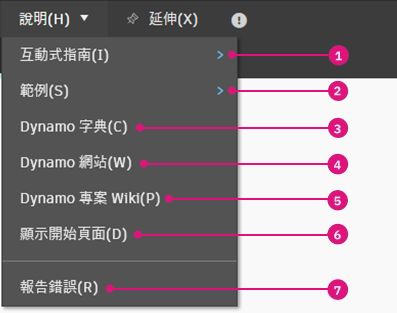 說明(H) 延伸(X)
互動式指南(I) 1
範例(S) 2
Dynamo 字典(C) 3
Dynamo 網站(W) 4
Dynamo 專案 Wiki(P) 5
顯示開始頁面(D) 6
報告錯誤(R) 7